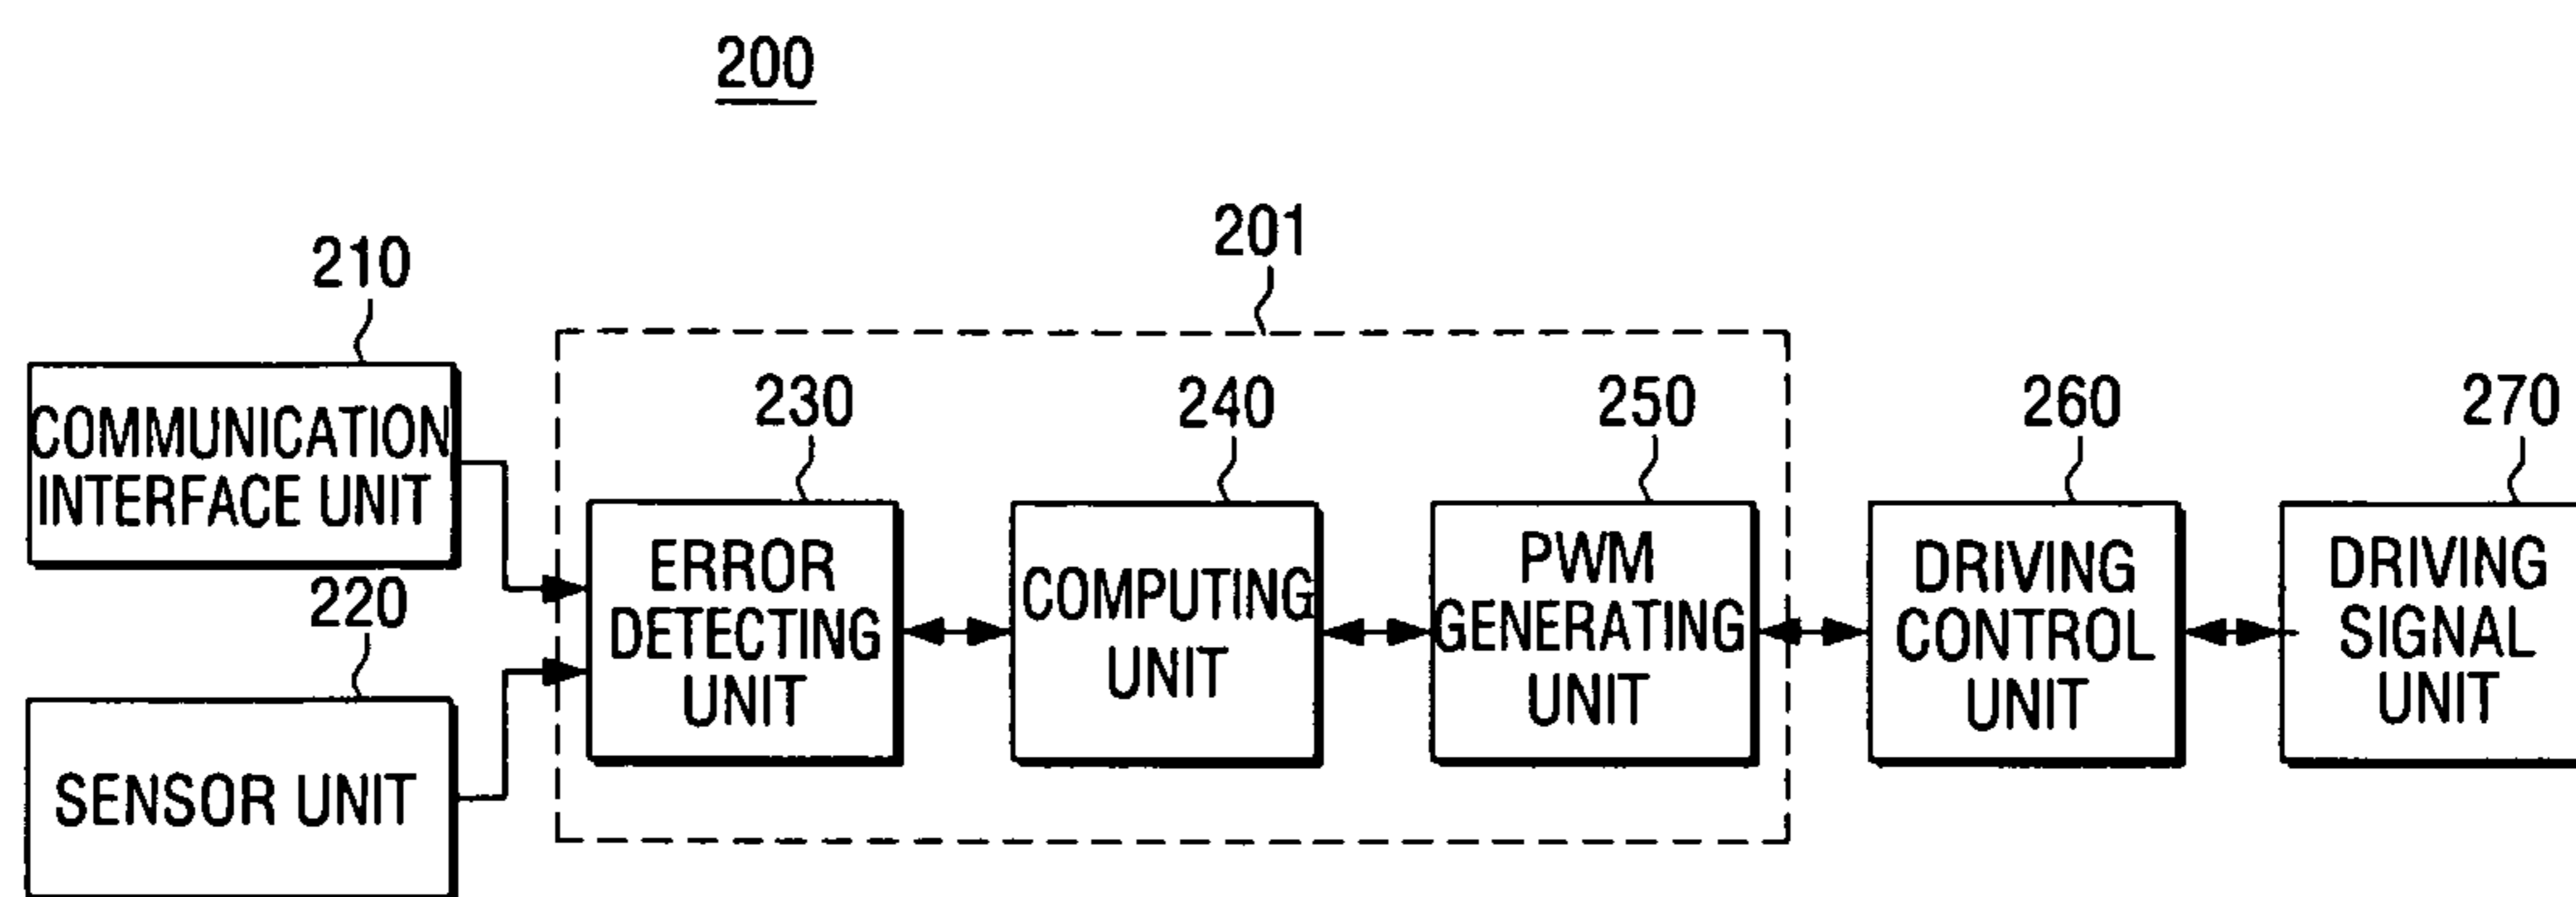 200
201
210
COMMUNICATION
INTERFACE UNIT
220
SENSOR UNIT
230
ERROR
DETECTING
UNIT
240
COMPUTING
UNIT
250
PWM
GENERATING
UNIT
260
DRIVING
CONTROL
UNIT
270
DRIVING
SIGNAL
UNIT